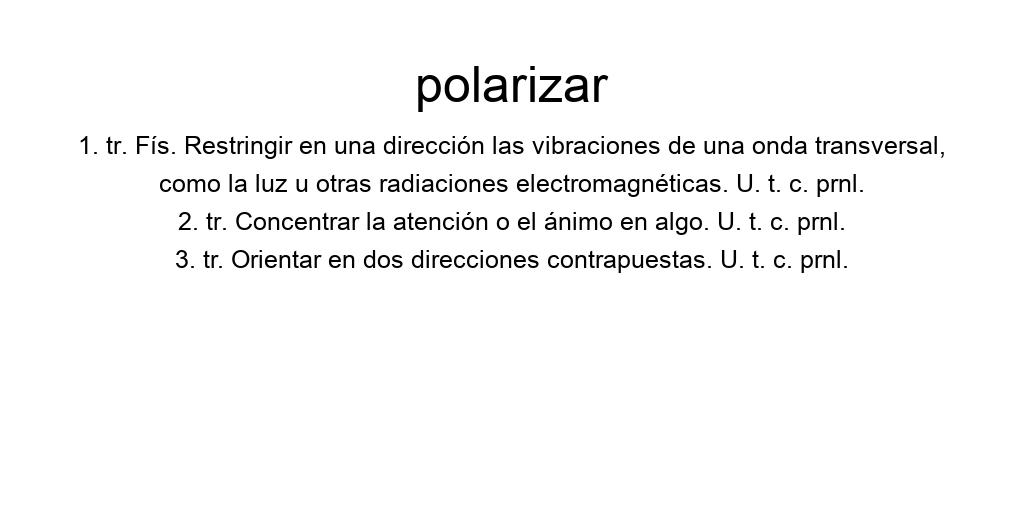 polarizar
1. tr. Fís. Restringir en una dirección las vibraciones de una onda transversal,
como la luz u otras radiaciones electromagnéticas. U. t. c. prnl.
2. tr. Concentrar la atención o el ánimo en algo. U. t. c. prnl.
3. tr. Orientar en dos direcciones contrapuestas. U. t. c. prnl.